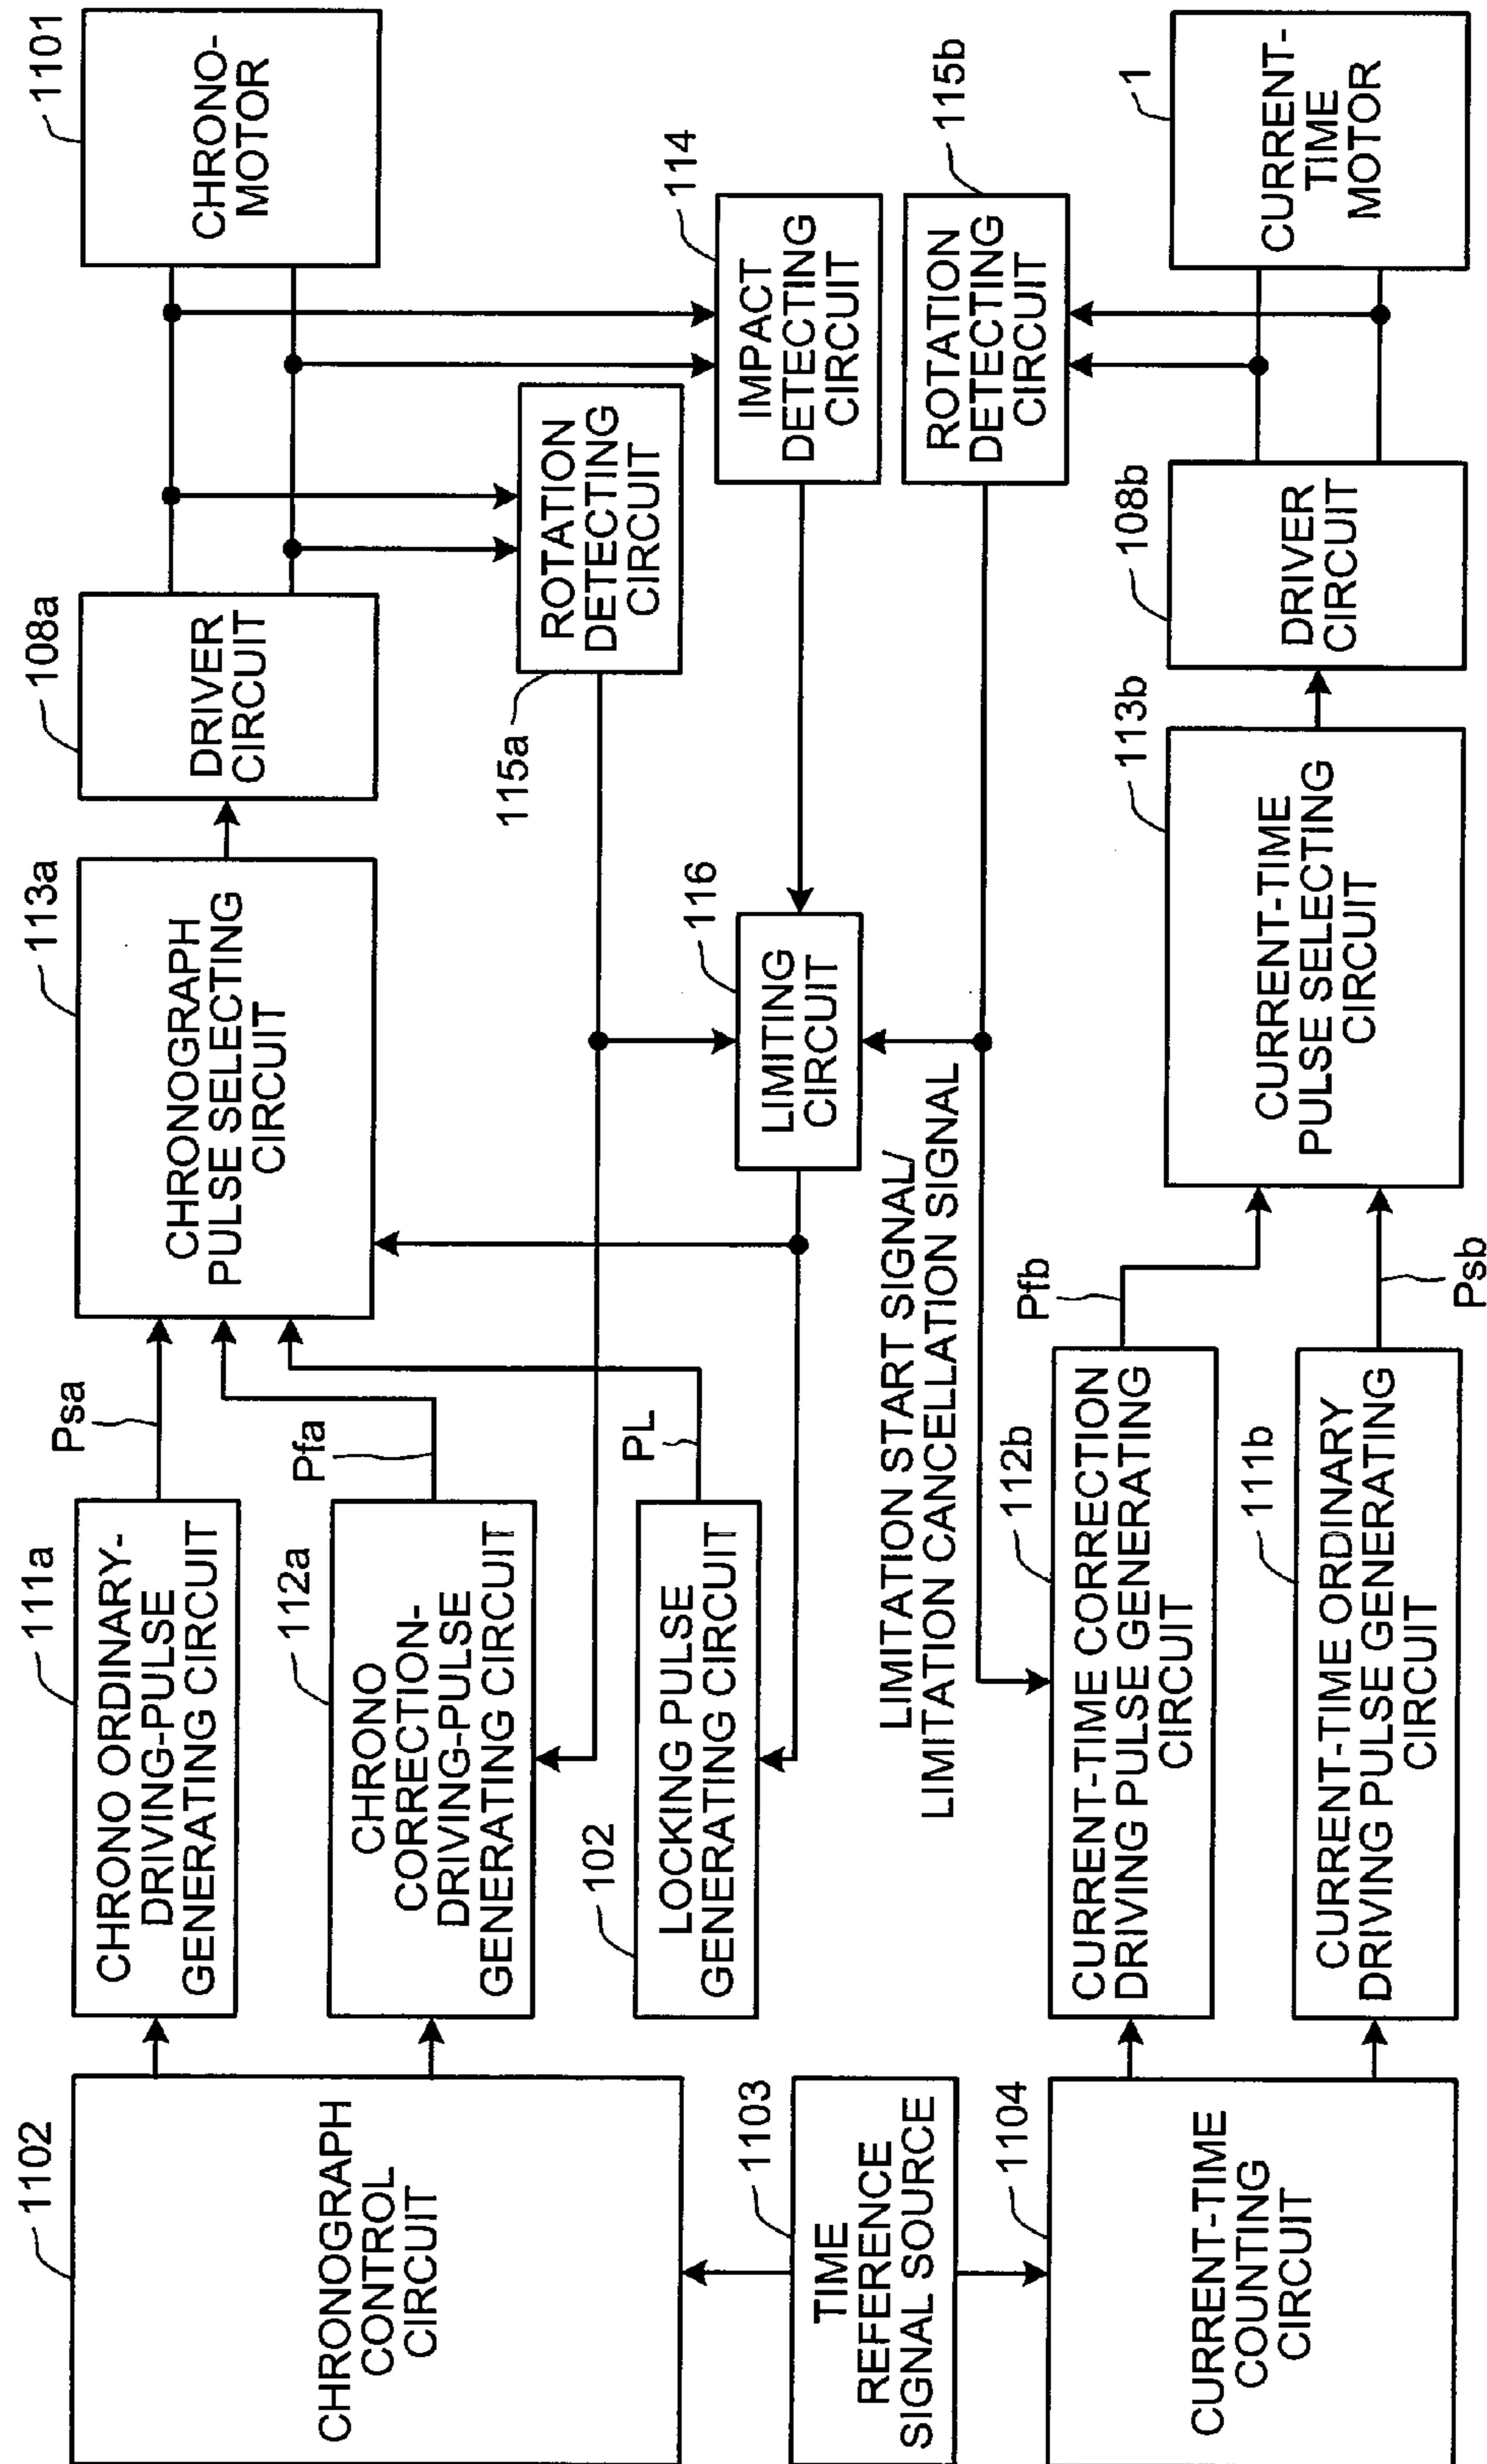 1102
CHRONOGRAPH
CONTROL
CIRCUIT
1103
TIME
REFERENCE
SIGNAL SOURCE
1104
CURRENT-TIME
COUNTING
CIRCUIT
111a
CHRONO ORDINARY-
DRIVING-PULSE
GENERATING CIRCUIT
112a
CHRONO
CORRECTION-
DRIVING-PULSE
GENERATING CIRCUIT
102
LOCKING PULSE
GENERATING CIRCUIT
112b
CURRENT-TIME CORRECTION
DRIVING PULSE GENERATING
CIRCUIT
111b
CURRENT-TIME ORDINARY
DRIVING PULSE GENERATING
CIRCUIT
Psa
Pfa
PL
LIMITATION START SIGNAL/
LIMITATION CANCELLATION SIGNAL
Pfb
Psb
113a
CHRONOGRAPH
PULSE SELECTING
CIRCUIT
116
LIMITING
CIRCUIT
113b
CURRENT-TIME
PULSE SELECTING
CIRCUIT
108a
DRIVER
CIRCUIT
115a
ROTATION
DETECTING
CIRCUIT
114
IMPACT
DETECTING
CIRCUIT
115b
ROTATION
DETECTING
CIRCUIT
108b
DRIVER
CIRCUIT
1101
CHRONO-
MOTOR
1
CURRENT-
TIME
MOTOR